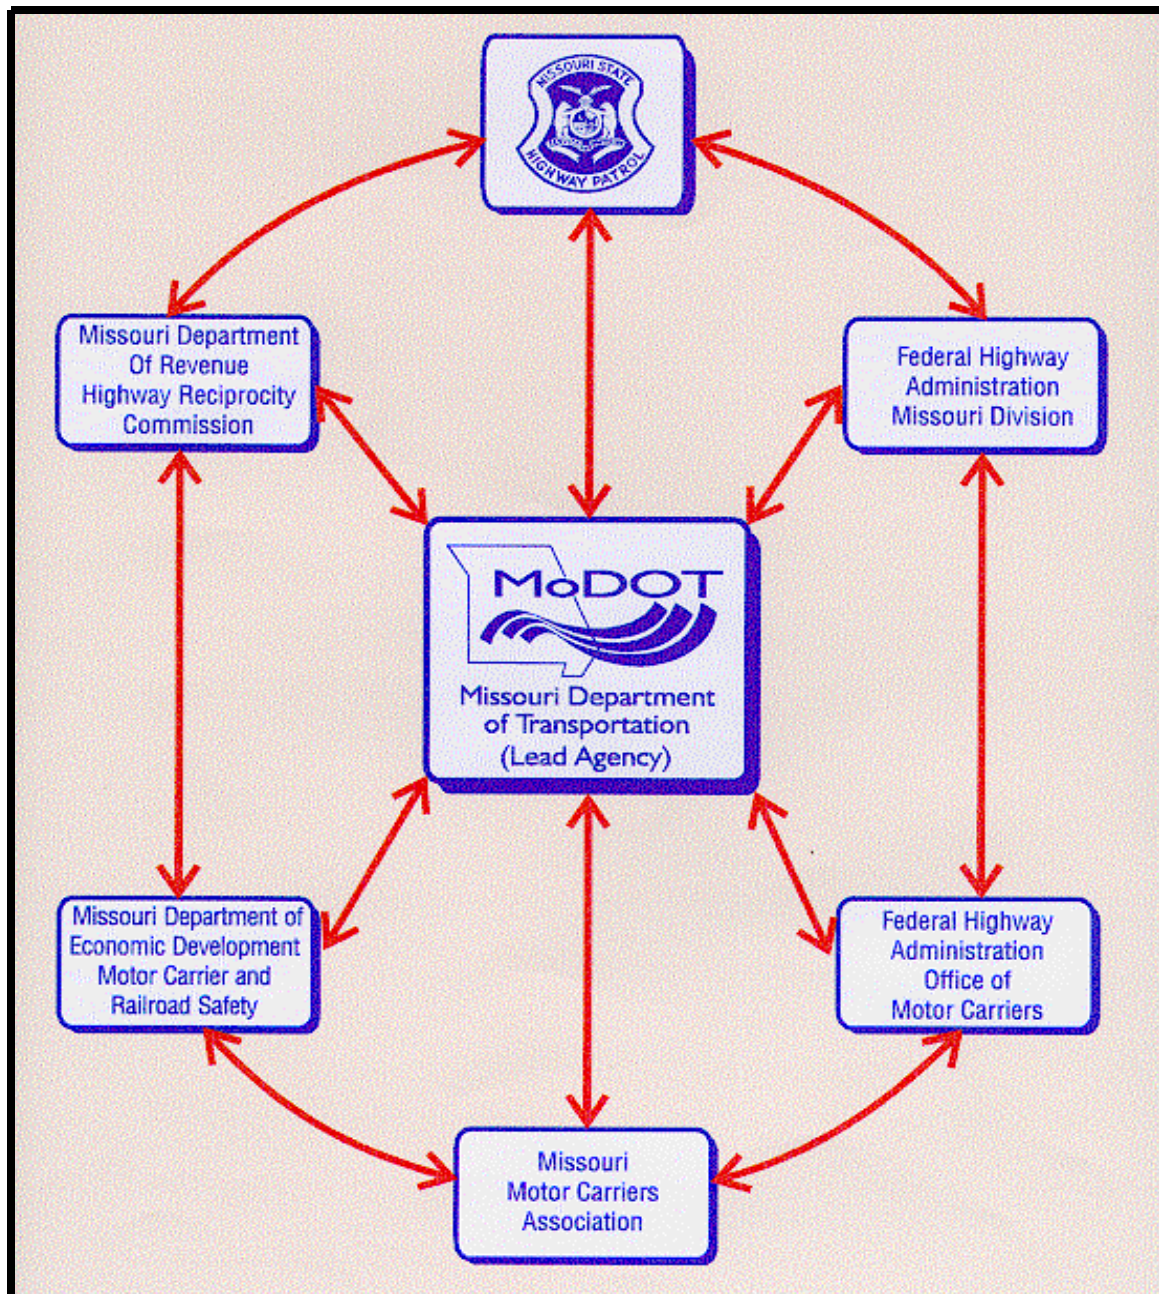 MISSOURI STATE
HIGHWAY PATROL
Missouri Department
Of Revenue
Highway Reciprocity
Commission
Federal Highway
Administration
Missouri Division
MoDOT
Missouri Department
of Transportation
(Lead Agency)
Missouri Department of
Economic Development
Motor Carrier and
Railroad Safety
Federal Highway
Administration
Office of
Motor Carriers
Missouri
Motor Carriers
Association